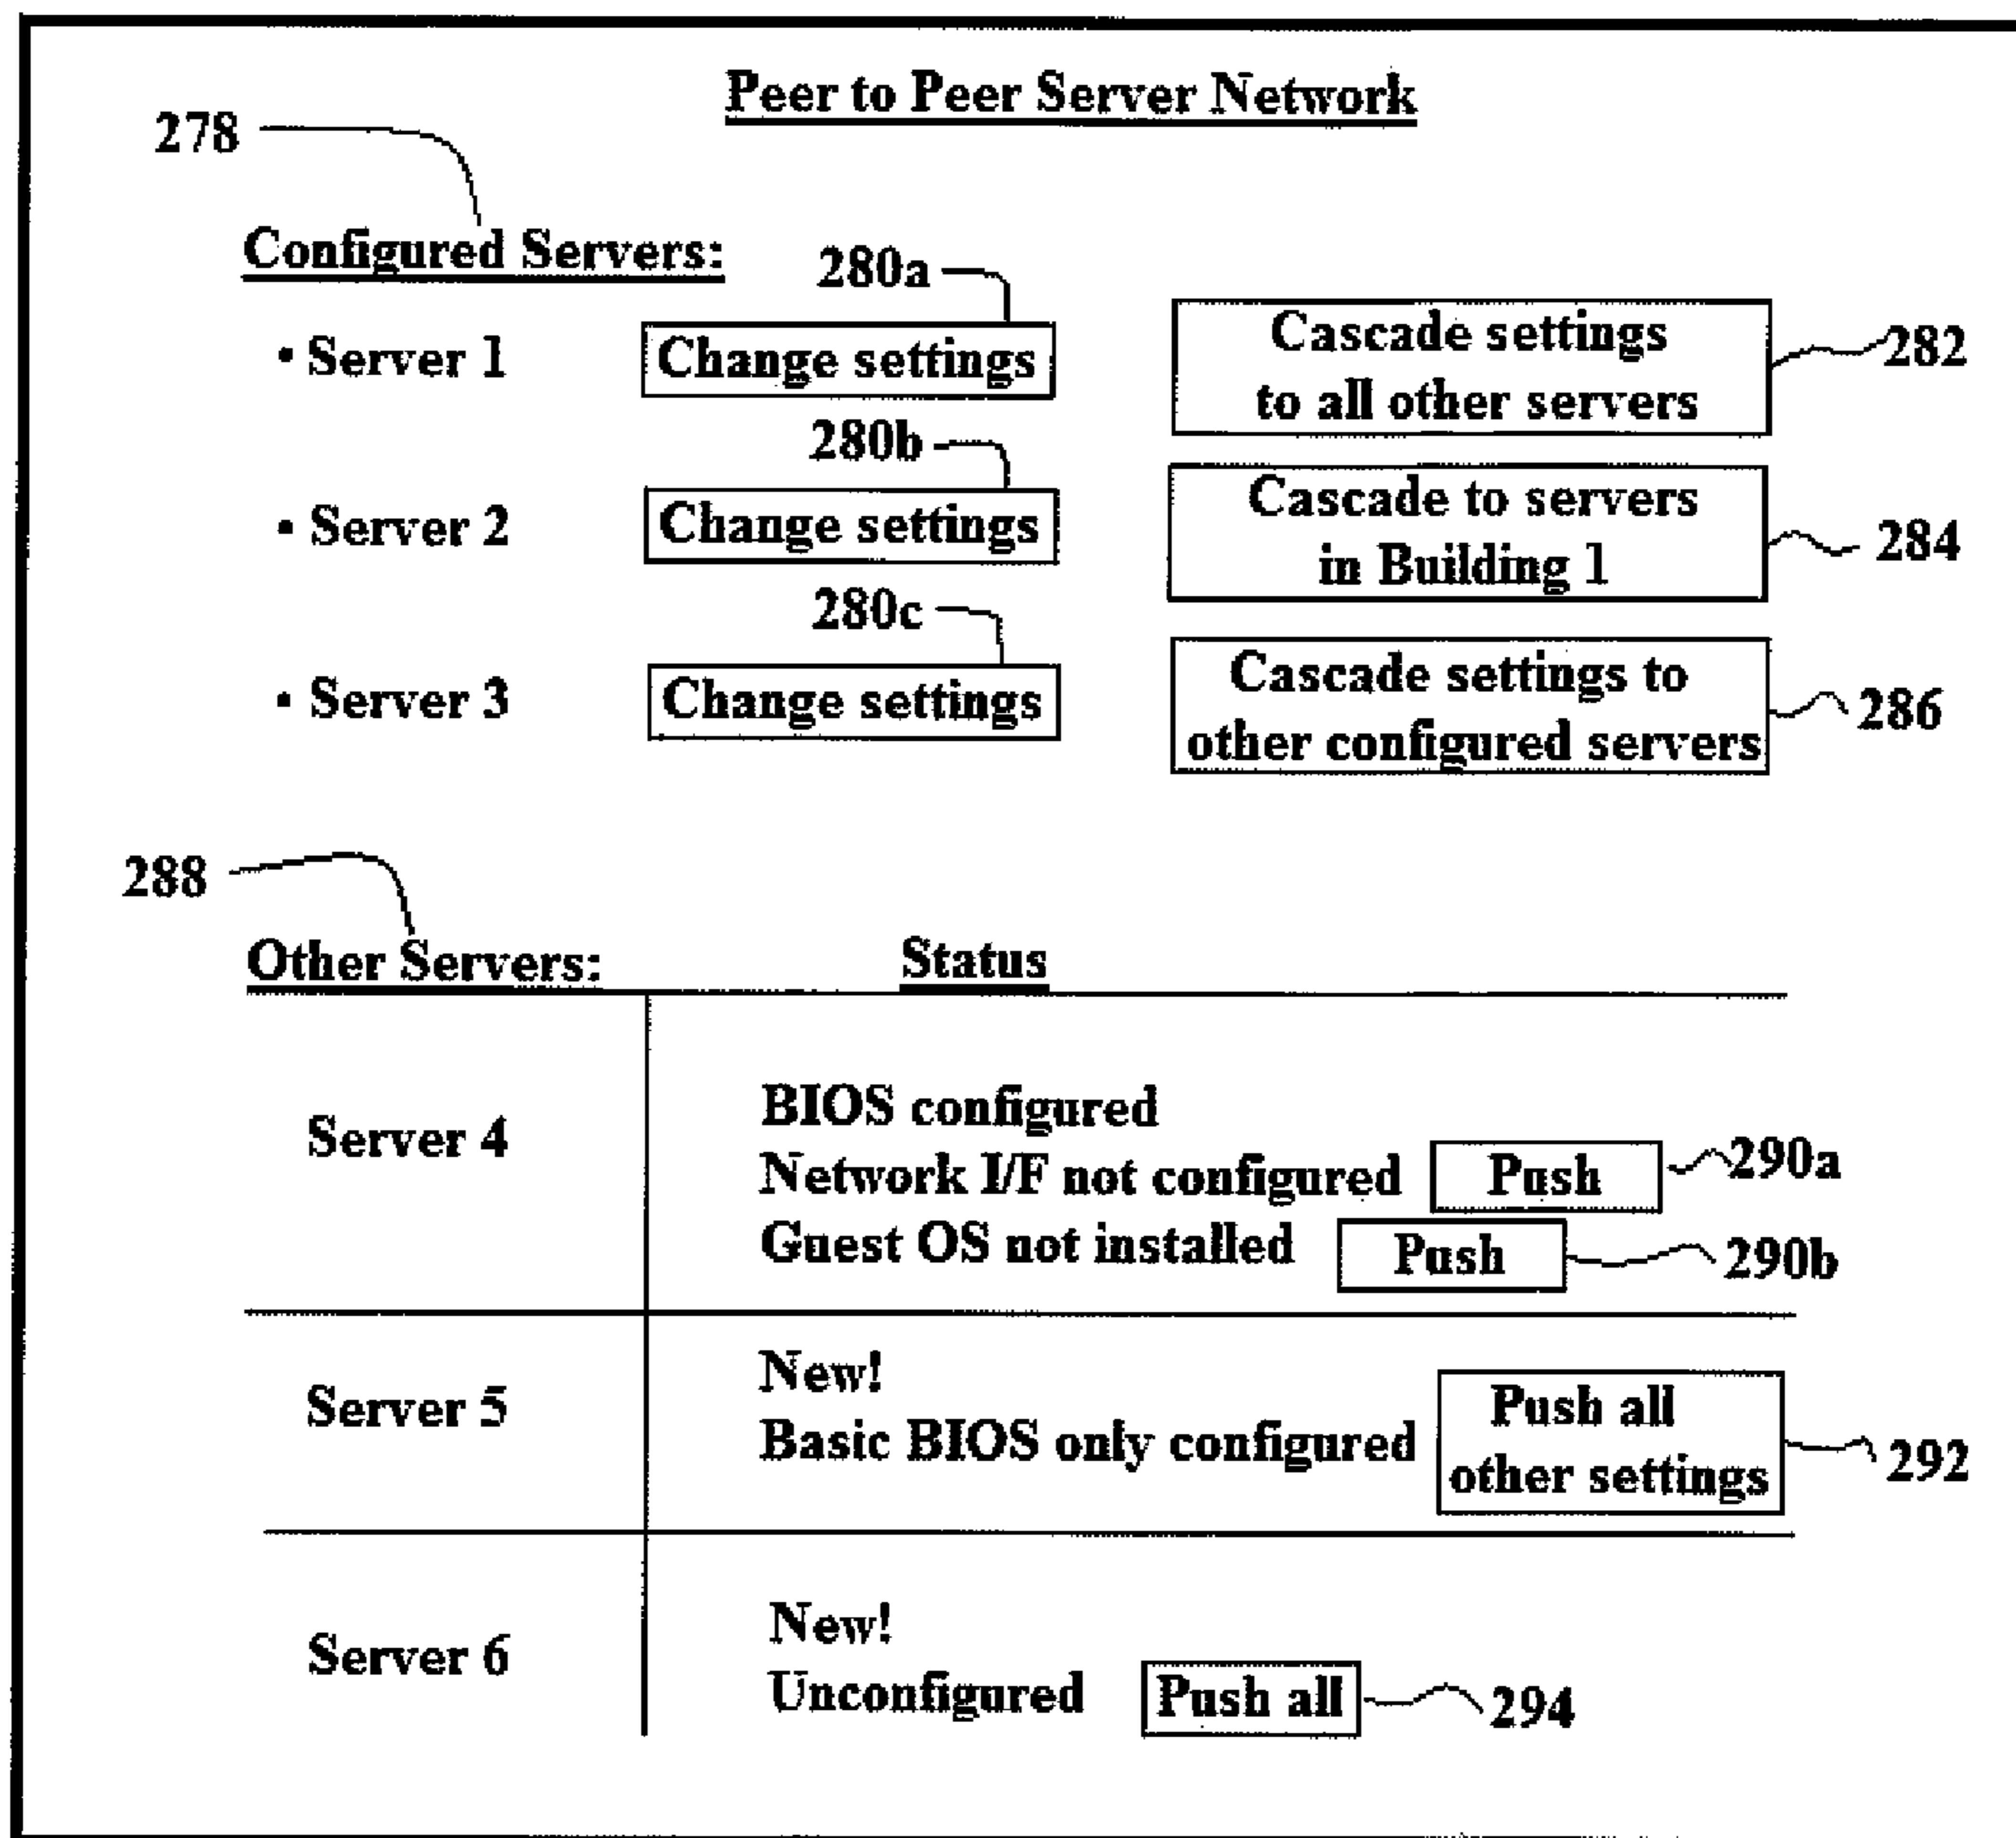 Peer to Peer Server Network
278
Configured Servers:
280a
• Server 1
Change settings
Cascade settings
to all other servers
282
280b
• Server 2
Change settings
Cascade to servers
in Building 1
284
280c
• Server 3
Change settings
Cascade settings to
other configured servers
286
288
Other Servers:
Status
Server 4
BIOS configured
Network I/F not configured
Push
290a
Guest OS not installed
Push
290b
Server 5
New!
Basic BIOS only configured
Push all
other settings
292
Server 6
New!
Unconfigured
Push all
294